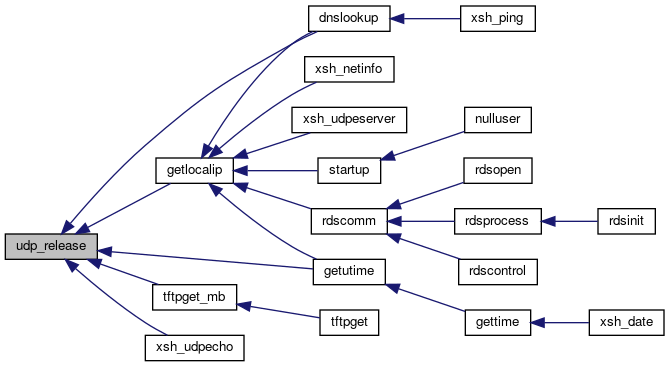 dnslookup
xsh_ping
xsh_netinfo
xsh_udpeserver
nulluser
getlocalip
startup
rdsopen
rdscomm
rdsprocess
rdsinit
udp_release
getutime
rdscontrol
tftpget_mb
tftpget
gettime
xsh_date
xsh_udpecho